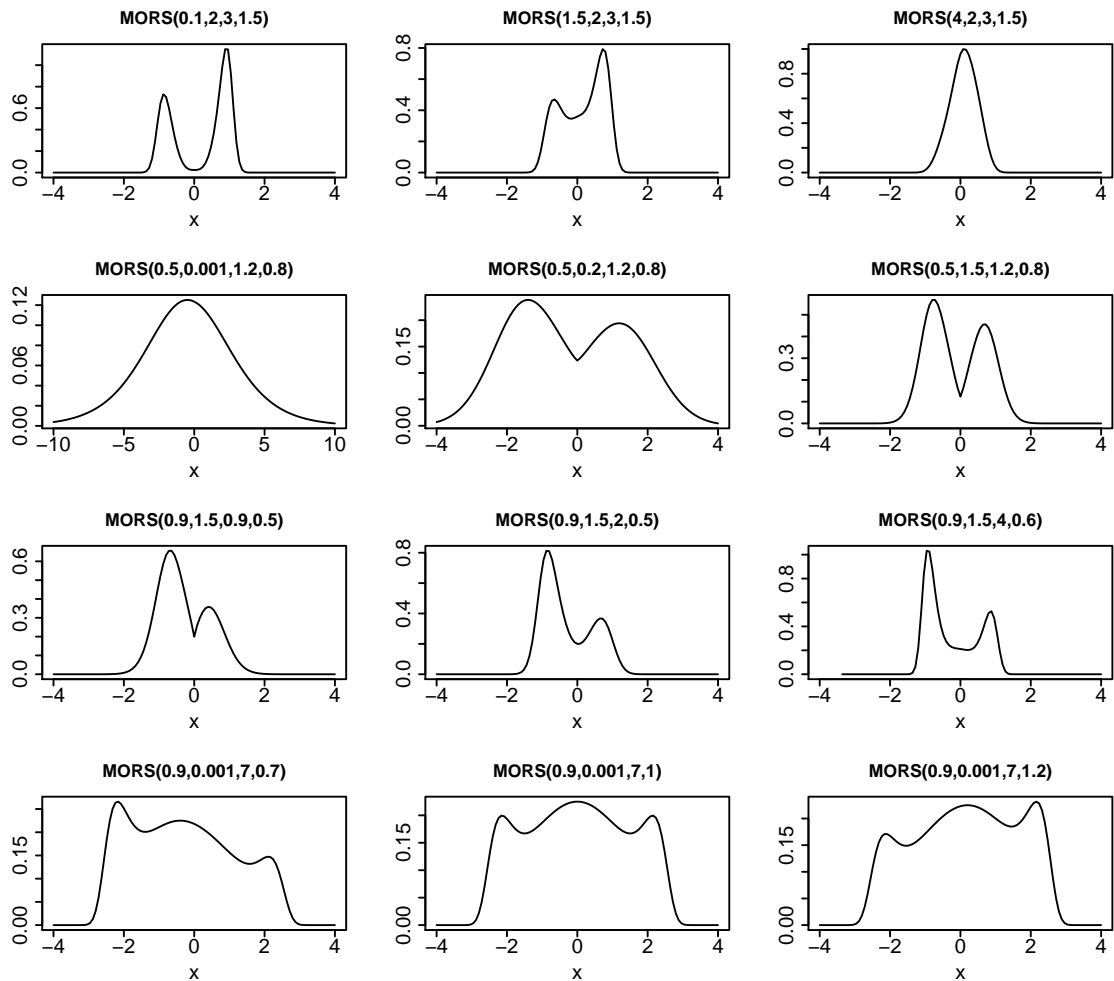 MORS(0.1,2,3,1.5)
0.0 0.6
−4 −2 0 2 4
x
MORS(1.5,2,3,1.5)
0.0 0.4 0.8
−4 −2 0 2 4
x
MORS(4,2,3,1.5)
0.0 0.4 0.8
−4 −2 0 2 4
x
MORS(0.5,0.001,1.2,0.8)
0.00 0.06 0.12
−10 −5 0 5 10
x
MORS(0.5,0.2,1.2,0.8)
0.00 0.15
−4 −2 0 2 4
x
MORS(0.5,1.5,1.2,0.8)
0.0 0.3
−4 −2 0 2 4
x
MORS(0.9,1.5,0.9,0.5)
0.0 0.3 0.6
−4 −2 0 2 4
x
MORS(0.9,1.5,2,0.5)
0.0 0.4 0.8
−4 −2 0 2 4
x
MORS(0.9,1.5,4,0.6)
0.0 0.4 0.8
−4 −2 0 2 4
x
MORS(0.9,0.001,7,0.7)
0.00 0.15
−4 −2 0 2 4
x
MORS(0.9,0.001,7,1)
0.00 0.15
−4 −2 0 2 4
x
MORS(0.9,0.001,7,1.2)
0.00 0.15
−4 −2 0 2 4
x